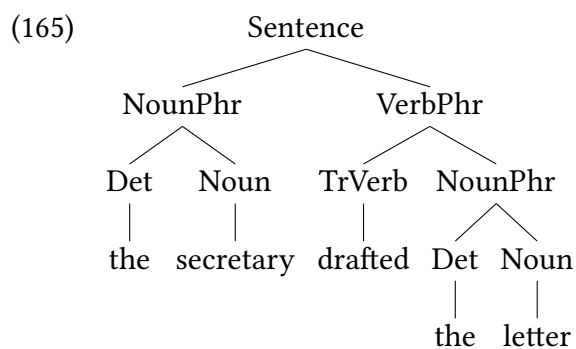 (165) Sentence
NounPhr VerbPhr
Det Noun TrVerb NounPhr
the secretary drafted Det Noun
the letter